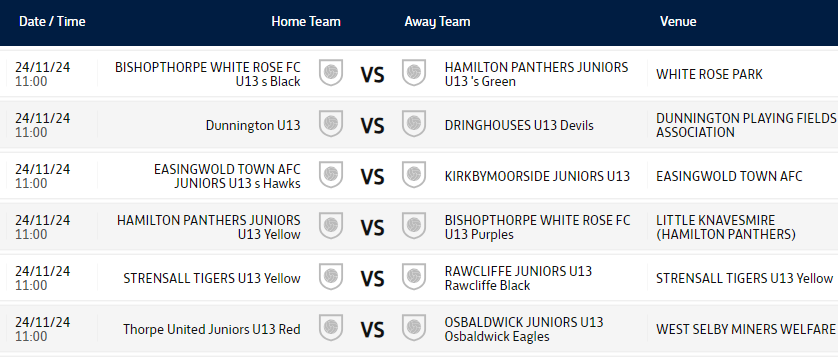 Date / Time Home Team Away Team Venue
24/11/24 BISHOPTHORPE WHITE ROSE FC VS HAMILTON PANTHERS JUNIORS WHITE ROSE PARK
11:00 U13 s Black U13 's Green
24/11/24 Dunnington U13 VS DRINGHOUSES U13 Devils DUNNINGTON PLAYING FIELDS
11:00 ASSOCIATION
24/11/24 EASINGWOLD TOWN AFC VS KIRKBYMOORSIDE JUNIORS U13 EASINGWOLD TOWN AFC
11:00 JUNIORS U13 s Hawks
24/11/24 HAMILTON PANTHERS JUNIORS VS BISHOPTHORPE WHITE ROSE FC LITTLE KNAVESMIRE
11:00 U13 Yellow U13 Purples (HAMILTON PANTHERS)
24/11/24 STRENSALL TIGERS U13 Yellow VS RAWCLIFFE JUNIORS U13 STRENSALL TIGERS U13 Yellow
11:00 Rawcliffe Black
24/11/24 Thorpe United Juniors U13 Red VS OSBALDWICK JUNIORS U13 WEST SELBY MINERS WELFARE
11:00 Osbaldwick Eagles